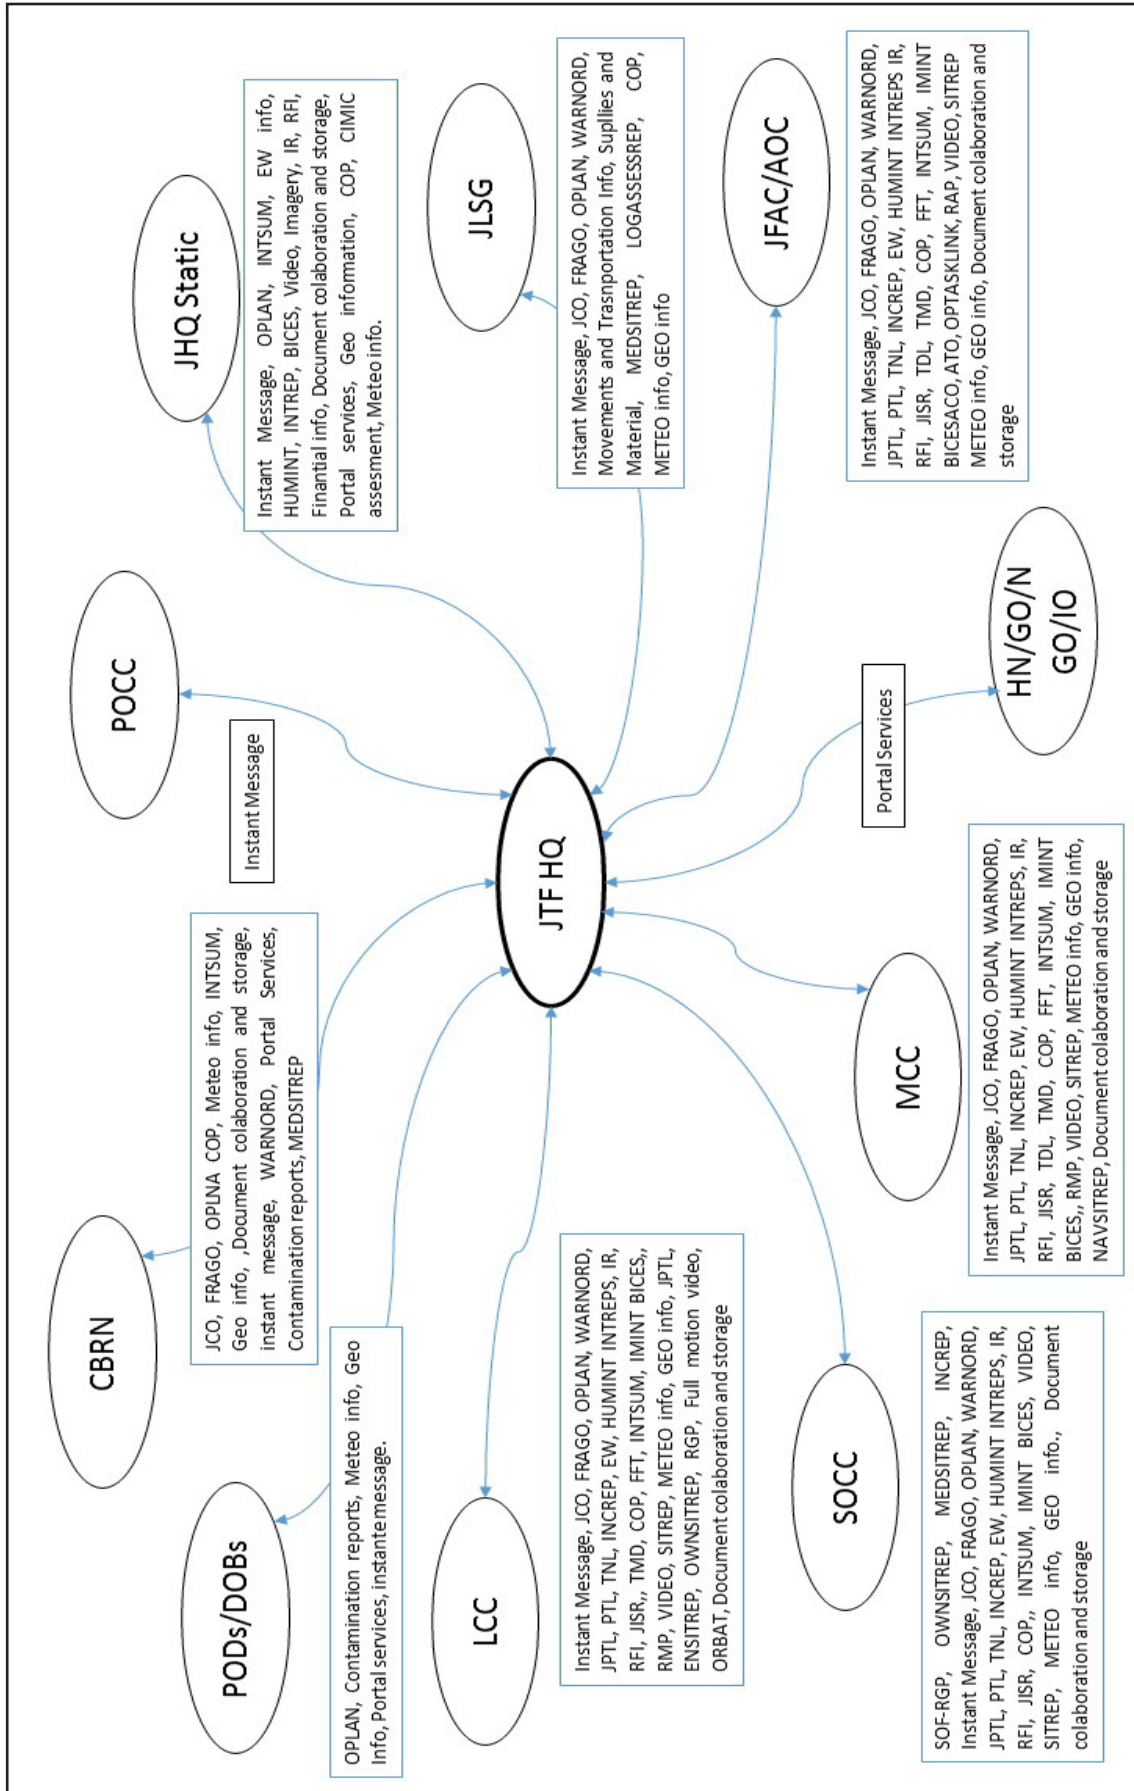 PODs/DOBs
OPLAN, Contamination reports, Meteo info, Geo
Info, Portal services, instantemessage.
CBRN
JCO, FRAGO, OPLNA COP, Meteo info, INTSUM,
Geo info, ,Document colaboration and storage,
instant message, WARNORD, Portal Services,
Contamination reports, MEDSITREP
POCC
Instant Message
JHQ Static
Instant Message, OPLAN, INTSUM, EW info,
HUMINT, INTREP, BICES, Video, Imagery, IR, RFI,
Finantial info, Document colaboration and storage,
Portal services, Geo information, COP, CIMIC
assesment, Meteo info.
JLSG
Instant Message, JCO, FRAGO, OPLAN, WARNORD,
Movements and Trasnportation Info, Supllies and
Material, MEDSITREP, LOGASSESSREP, COP,
METEO info, GEO info
JTF HQ
LCC
Instant Message, JCO, FRAGO, OPLAN, WARNORD,
JPTL, PTL, TNL, INCREP, EW, HUMINT INTREPS, IR,
RFI, JISR,, TMD, COP, FFT, INTSUM, IMINT BICES,,
RMP, VIDEO, SITREP, METEO info, GEO info, JPTL,
ENSITREP, OWNSITREP, RGP, Full motion video,
ORBAT, Document colaboration and storage
JFAC/AOC
Instant Message, JCO, FRAGO, OPLAN, WARNORD,
JPTL, PTL, TNL, INCREP, EW, HUMINT INTREPS IR,
RFI, JISR, TDL, TMD, COP, FFT, INTSUM, IMINT
BICESACO, ATO, OPTASKLINK, RAP, VIDEO, SITREP
METEO info, GEO info, Document colaboration and
storage
SOCC
SOF-RGP, OWNSITREP, MEDSITREP, INCREP,
Instant Message, JCO, FRAGO, OPLAN, WARNORD,
JPTL, PTL, TNL, INCREP, EW, HUMINT INTREPS, IR,
RFI, JISR, COP,, INTSUM, IMINT BICES, VIDEO,
SITREP, METEO info, GEO info., Document
colaboration and storage
MCC
Instant Message, JCO, FRAGO, OPLAN, WARNORD,
JPTL, PTL, TNL, INCREP, EW, HUMINT INTREPS, IR,
RFI, JISR, TDL, TMD, COP, FFT, INTSUM, IMINT
BICES,, RMP, VIDEO, SITREP, METEO info, GEO info,
NAVSITREP, Document colaboration and storage
Portal Services
HN/GO/N
GO/IO